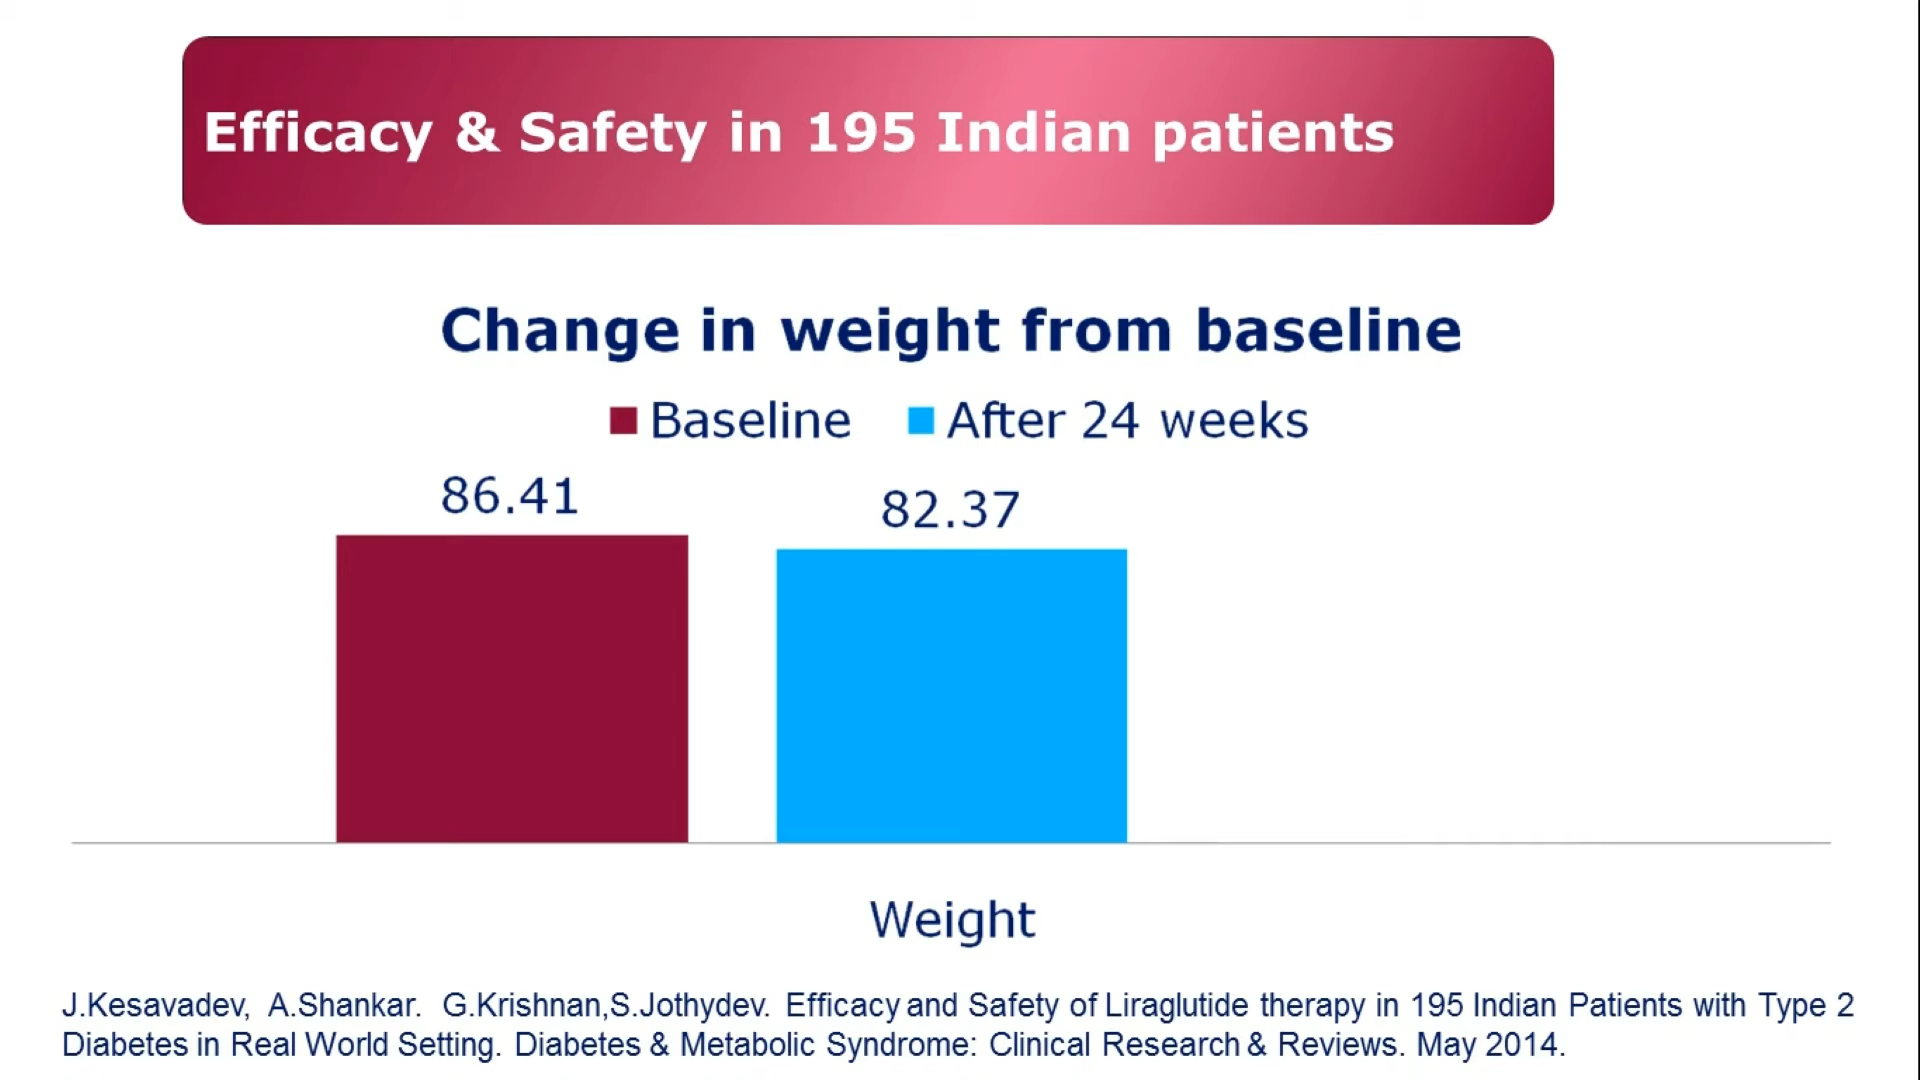 Efficacy & Safety in 195 Indian patients
Change in weight from baseline
Baseline After 24 weeks
86.41 82.37
Weight
J.Kesavadev, A.Shankar. G.Krishnan,S.Jothydev. Efficacy and Safety of Liraglutide therapy in 195 Indian Patients with Type 2
Diabetes in Real World Setting. Diabetes & Metabolic Syndrome: Clinical Research & Reviews. May 2014.